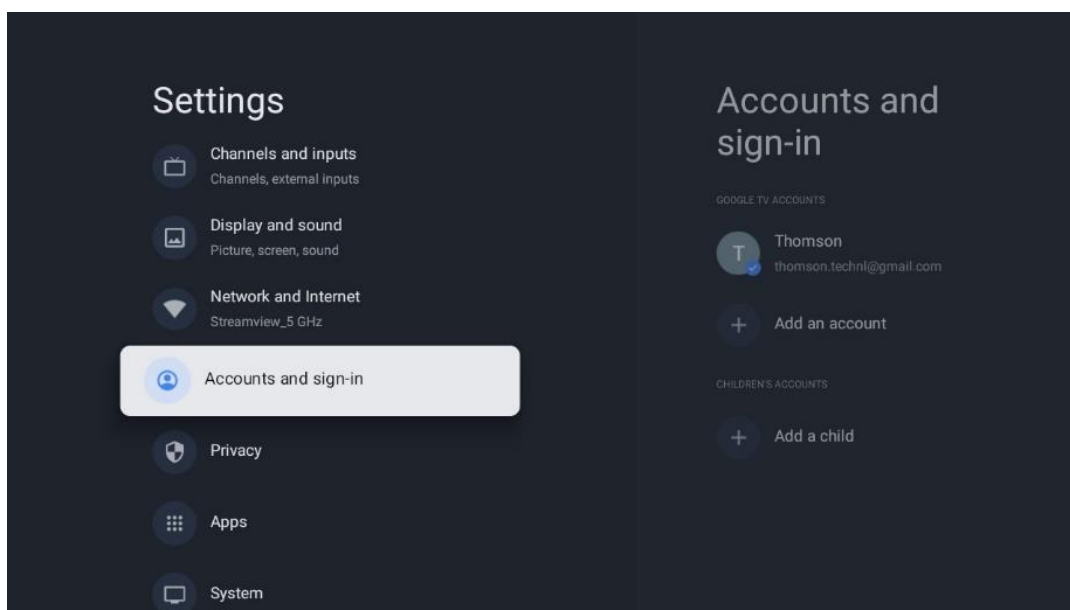 Settings
Channels and inputs
Channels, external inputs
Display and sound
Picture, screen, sound
Network and Internet
Streamview_5 GHz
Accounts and sign-in
Privacy
Apps
System
Accounts and
sign-in
GOOGLE TV ACCOUNTS
T
Thomson
thomson.technl@gmail.com
Add an account
CHILDREN'S ACCOUNTS
Add a child